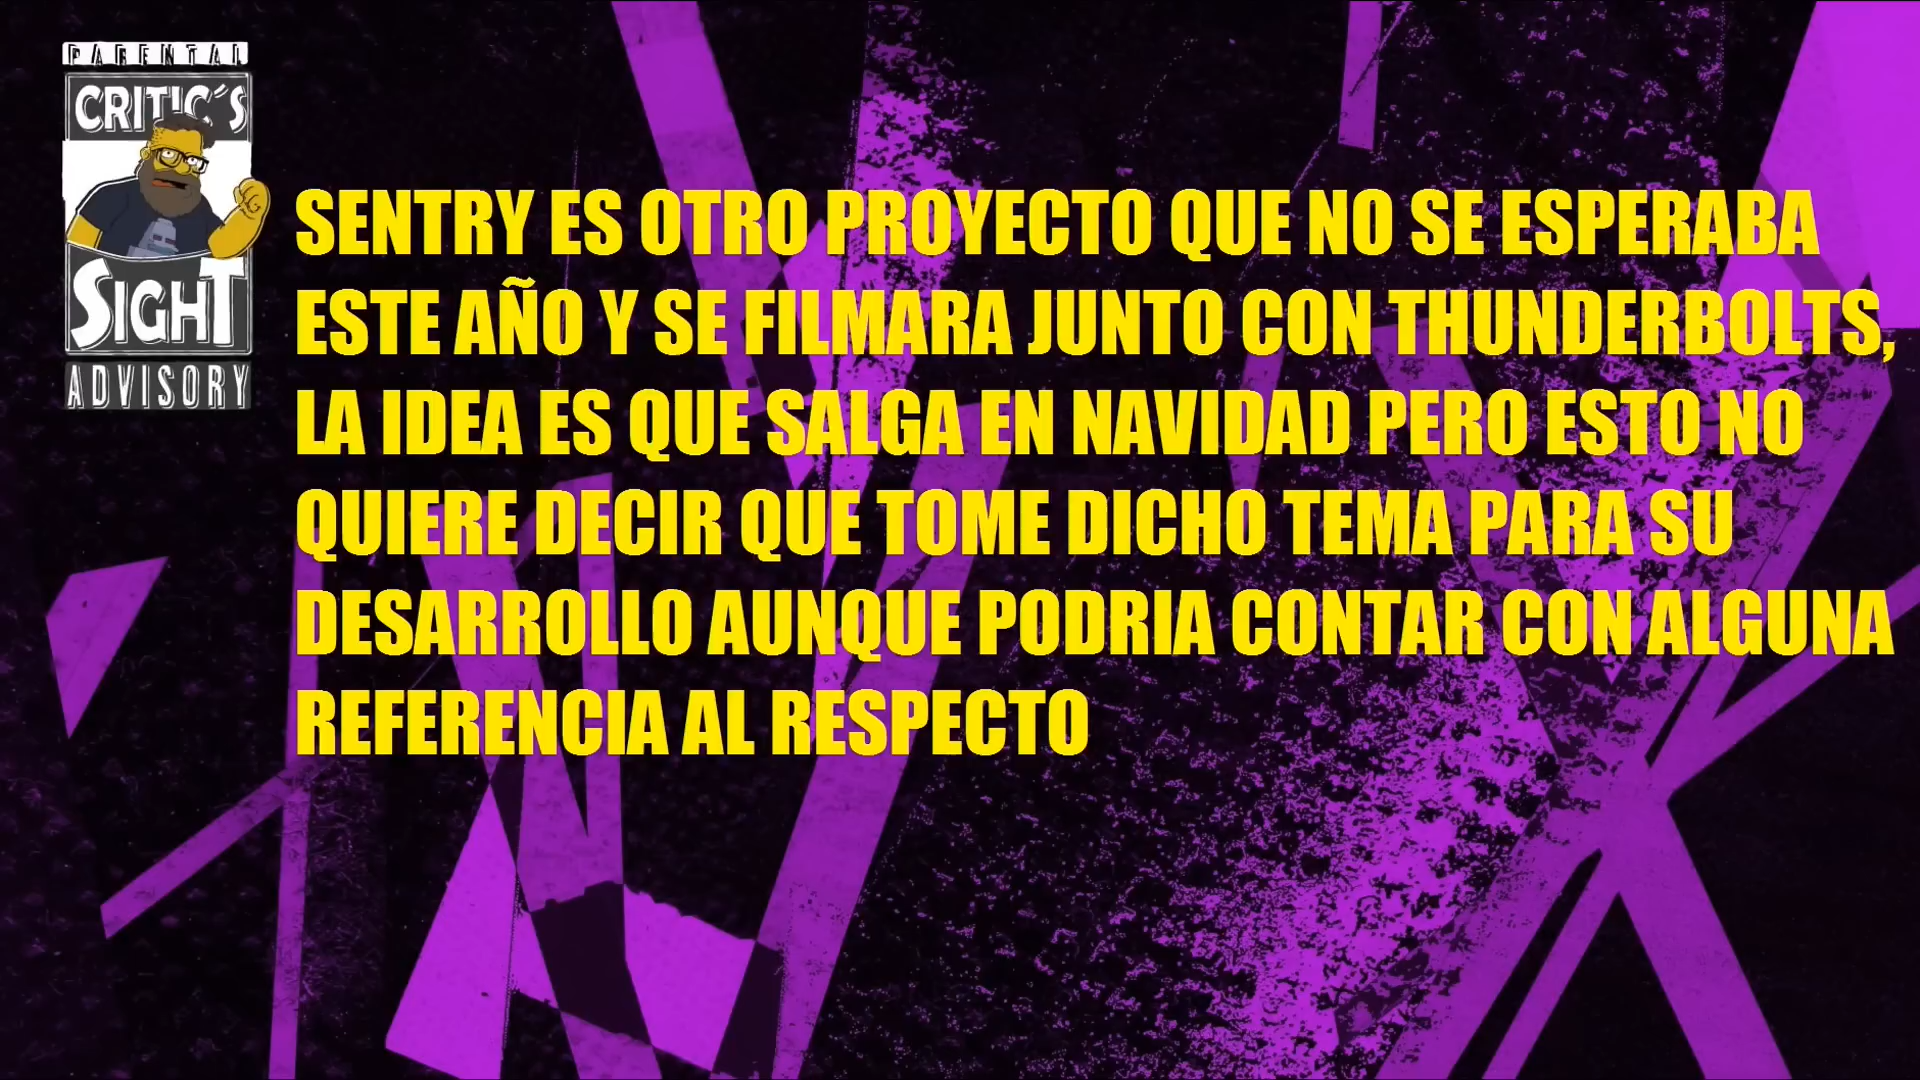 PARENTAL
CRITIC´S
SIGHT
ADVISORY
SENTRY ES OTRO PROYECTO QUE NO SE ESPERABA
ESTE AÑO Y SE FILMARA JUNTO CON THUNDERBOLTS,
LA IDEA ES QUE SALGA EN NAVIDAD PERO ESTO NO
QUIERE DECIR QUE TOME DICHO TEMA PARA SU
DESARROLLO AUNQUE PODRIA CONTAR CON ALGUNA
REFERENCIA AL RESPECTO